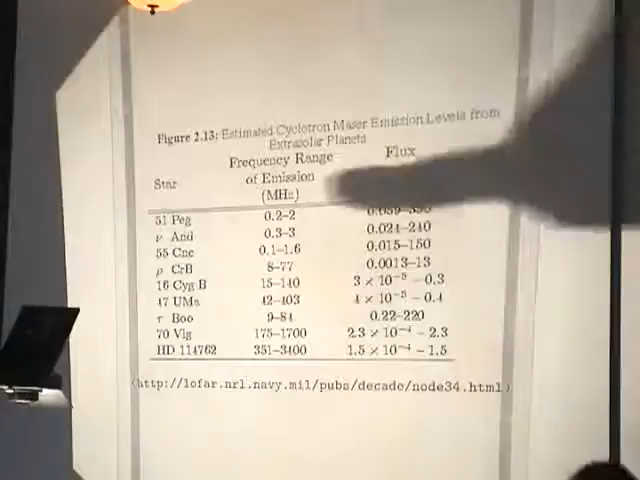 Figure 2.13: Estimated Cyclotron Maser Emission Levels from
Extrasolar Planets
Frequency Range Flux
Star of Emission
(MHz)
51 Peg 0.2–2
υ And 0.3–3 0.024–240
55 Cnc 0.1–1.6 0.015–150
ρ CrB 8–77 0.0013–13
16 Cyg B 15–140 3 × 10⁻⁵ – 0.3
47 UMa 42–403 4 × 10⁻⁵ – 0.4
τ Boo 9–84 0.22–220
70 Vig 175–1700 2.3 × 10⁻⁴ – 2.3
HD 114762 351–3400 1.5 × 10⁻⁴ – 1.5
(http://lofar.nrl.navy.mil/pubs/decade/node34.html)